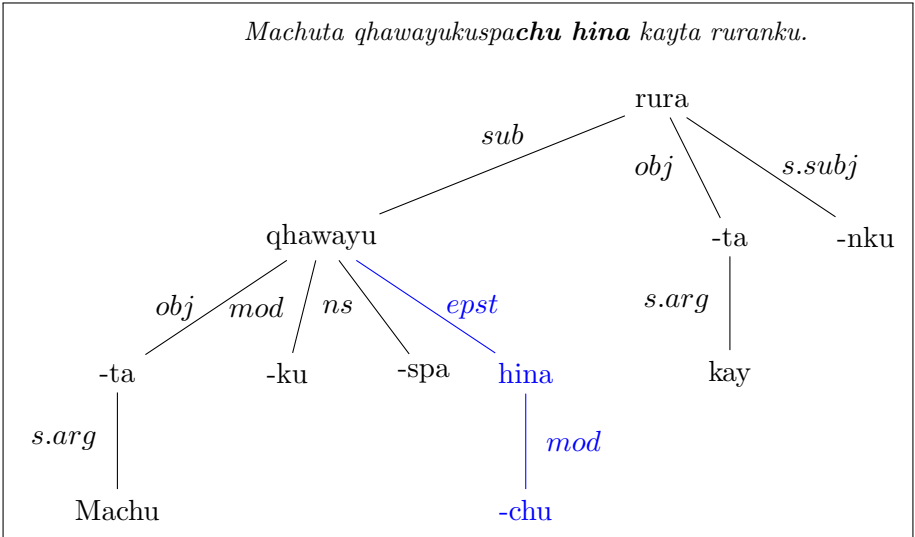 Machuta qhawayukuspachu hina kayta ruranku.
rura
sub
obj
s.subj
qhawayu
-ta
-nku
obj
mod
ns
epst
s.arg
-ta
-ku
-spa
hina
kay
s.arg
mod
Machu
-chu